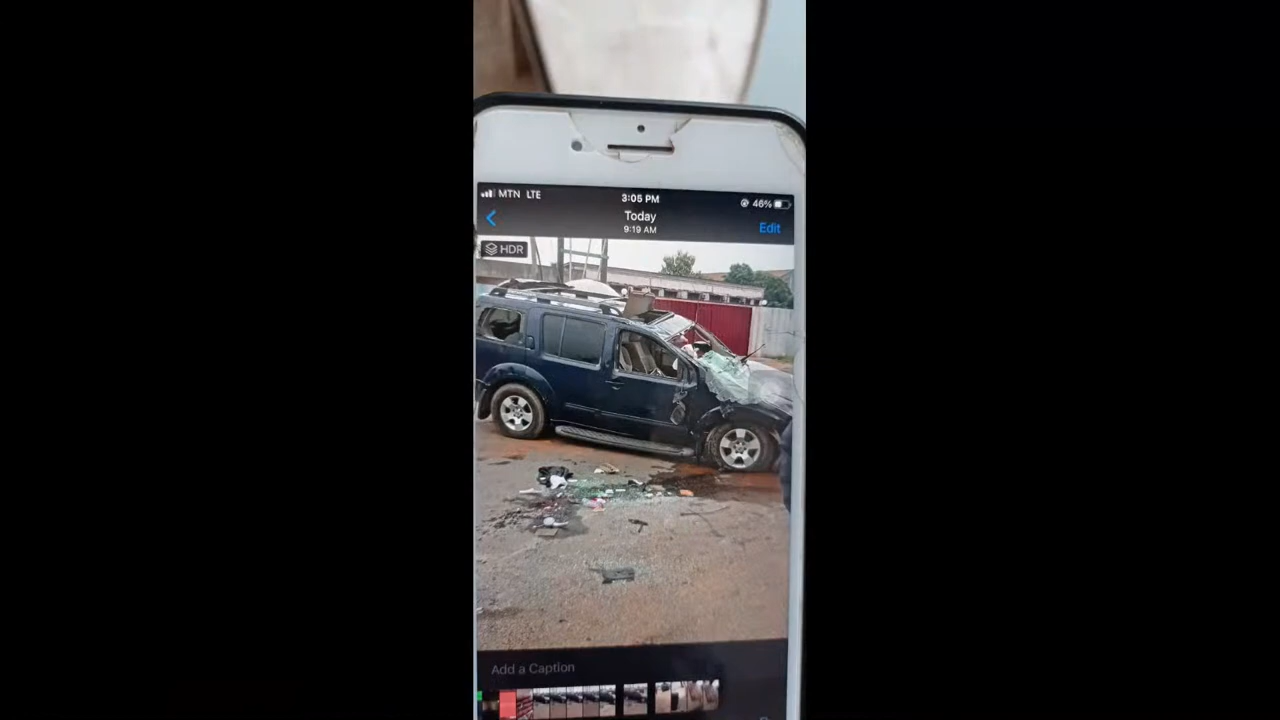 MTN LTE
3:05 PM
46%
Today
9:19 AM
Edit
HDR
Add a Caption